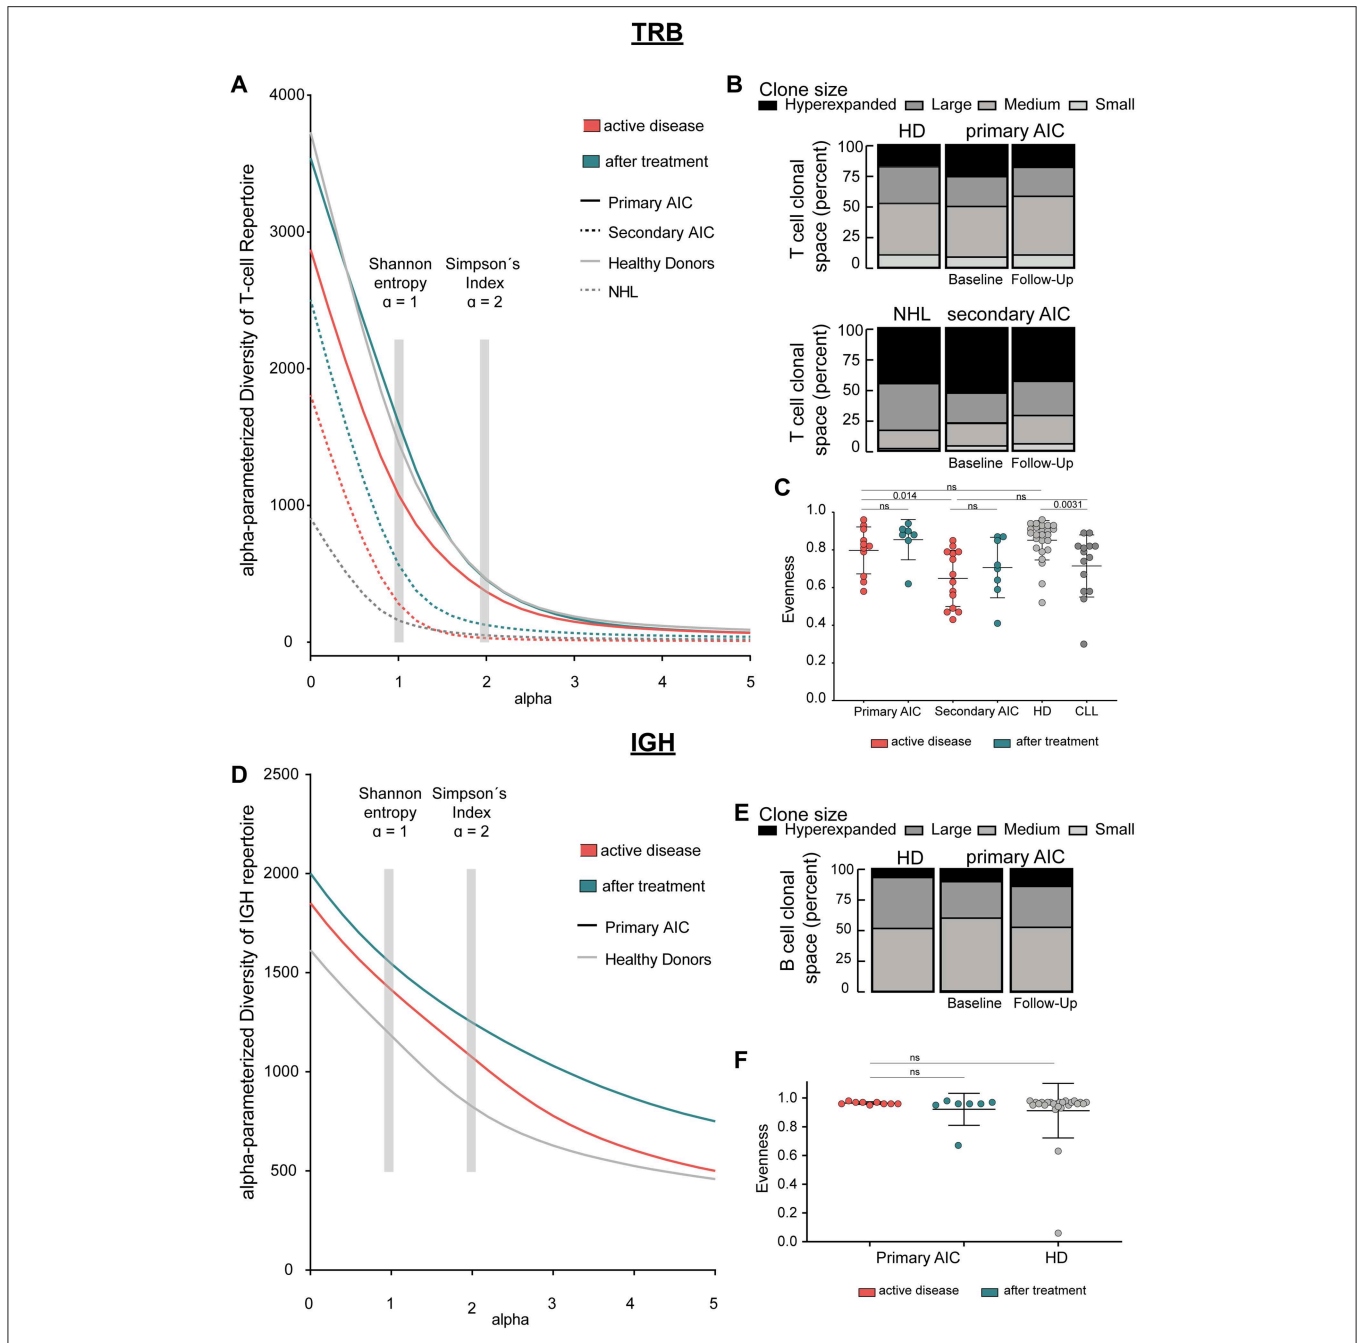 TRB
A
4000
3000
2000
1000
0
alpha-parameterized Diversity of T-cell Repertoire
active disease
after treatment
Primary AIC
Secondary AIC
Healthy Donors
NHL
Shannon
entropy
α = 1
Simpson´s
Index
α = 2
0 1 2 3 4 5
alpha
B
Clone size
Hyperexpanded Large Medium Small
HD primary AIC
T cell clonal
space (percent)
100
75
50
25
0
Baseline Follow-Up
NHL secondary AIC
T cell clonal
space (percent)
100
75
50
25
0
Baseline Follow-Up
C
ns
0.014 ns 0.0031
ns ns
Evenness
1.0
0.8
0.6
0.4
0.2
0.0
Primary AIC Secondary AIC HD CLL
active disease after treatment
IGH
D
2500
2000
1500
1000
500
0
alpha-parameterized Diversity of IGH repertoire
Shannon
entropy
α = 1
Simpson´s
Index
α = 2
active disease
after treatment
Primary AIC
Healthy Donors
0 1 2 3 4 5
alpha
E
Clone size
Hyperexpanded Large Medium Small
HD primary AIC
B cell clonal
space (percent)
100
75
50
25
0
Baseline Follow-Up
F
ns
ns
Evenness
1.0
0.8
0.6
0.4
0.2
0.0
Primary AIC HD
active disease after treatment